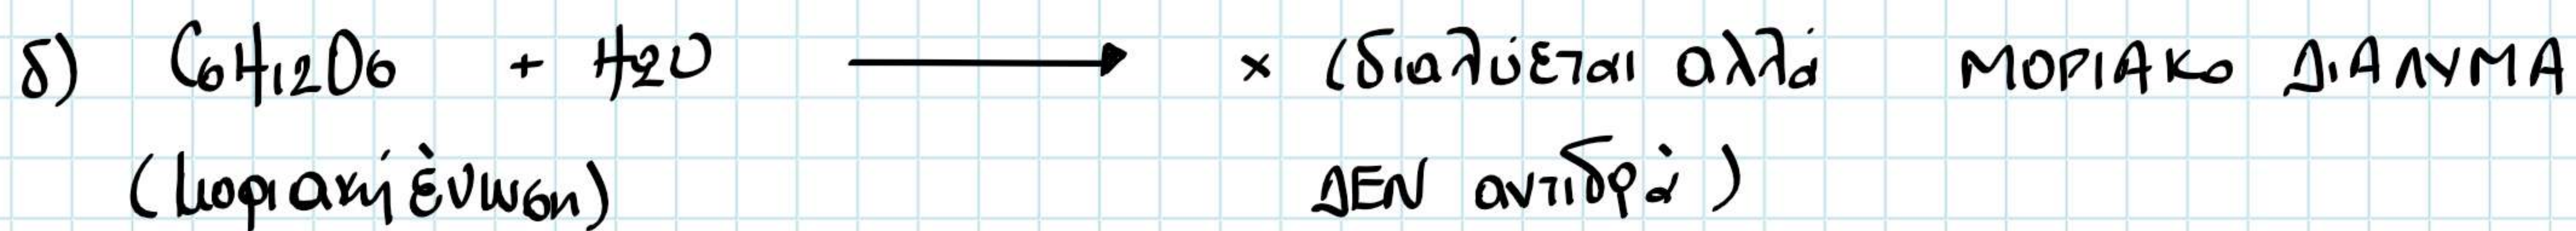 δ) C6H12O6 + H2O ⟶ × (διαλύεται αλλά ΜΟΡΙΑΚΟ ΔΙΑΛΥΜΑ
(μοριακή ένωση) ΔΕΝ αντιδρά)